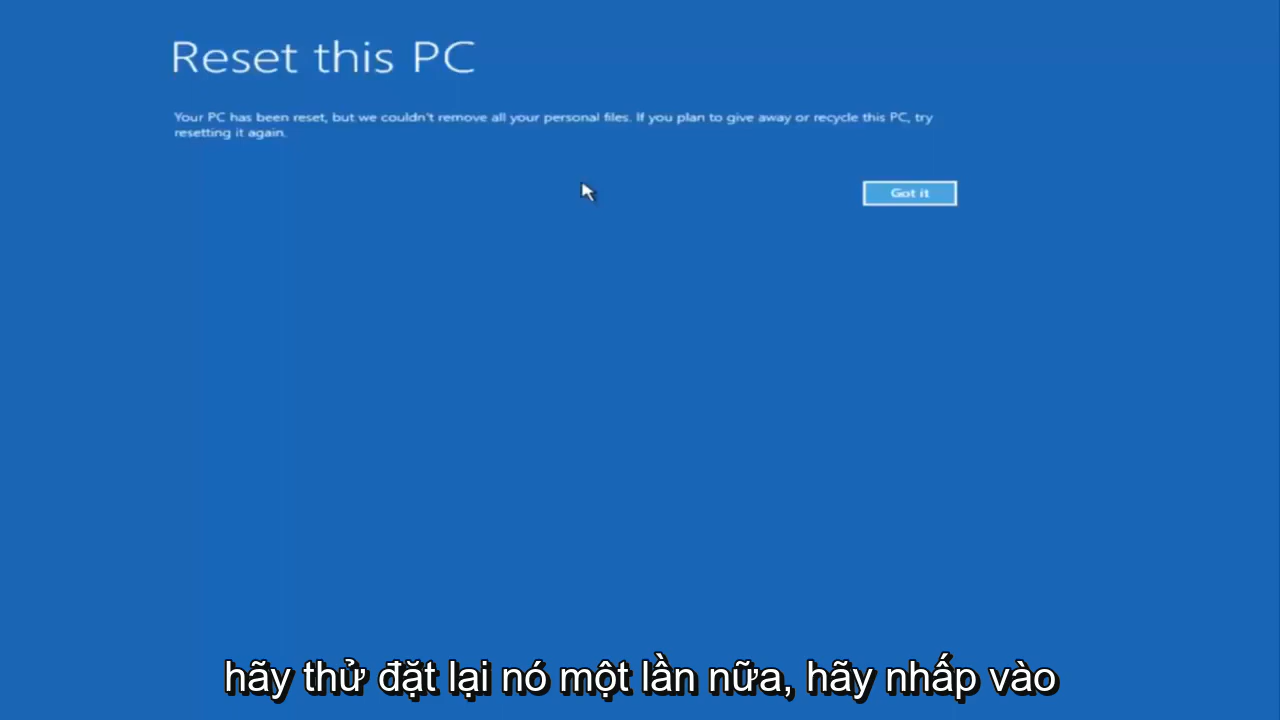 Reset this PC
Your PC has been reset, but we couldn't remove all your personal files. If you plan to give away or recycle this PC, try
resetting it again.
Got it
hãy thử đặt lại nó một lần nữa, hãy nhấp vào